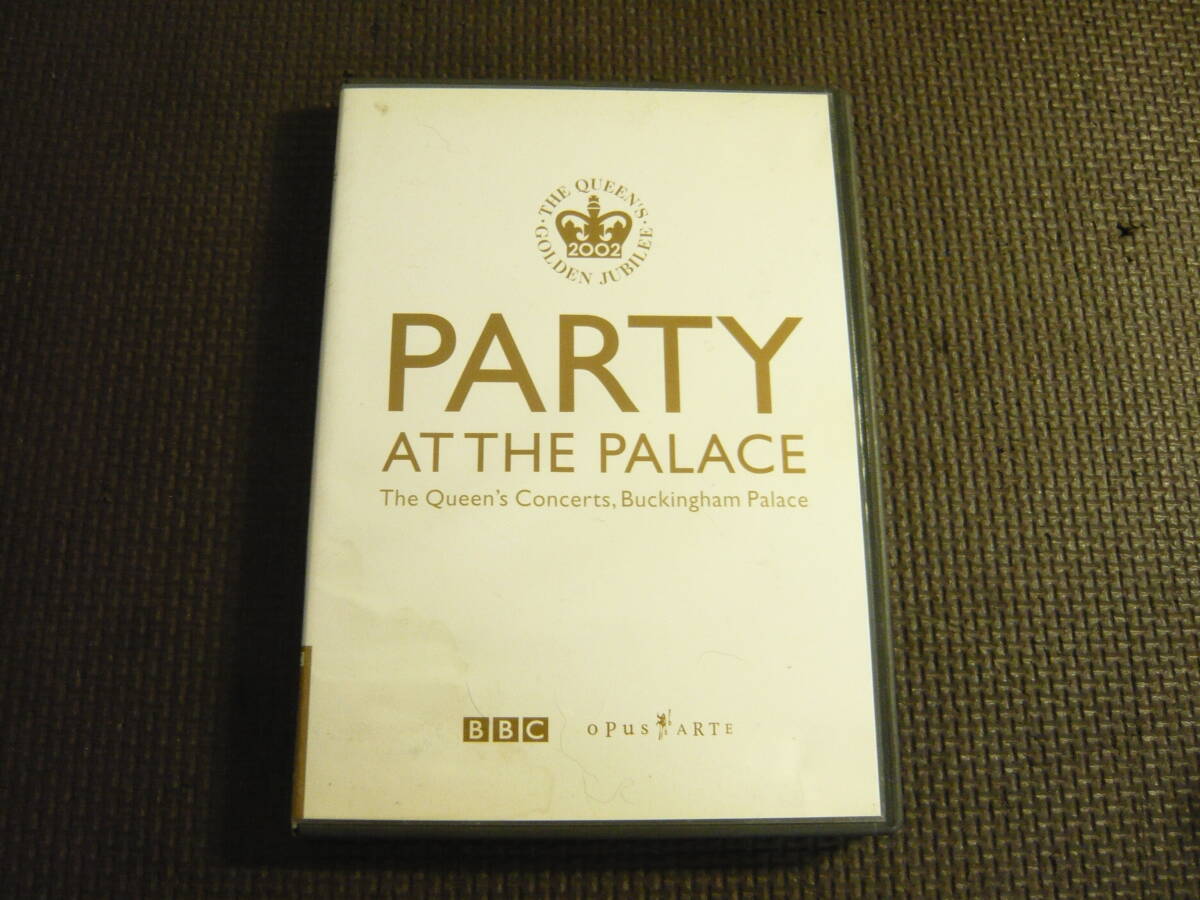 · THE QUEEN'S ·
2002
GOLDEN JUBILEE
PARTY
AT THE PALACE
The Queen's Concerts, Buckingham Palace
BBC
OPUS ARTE